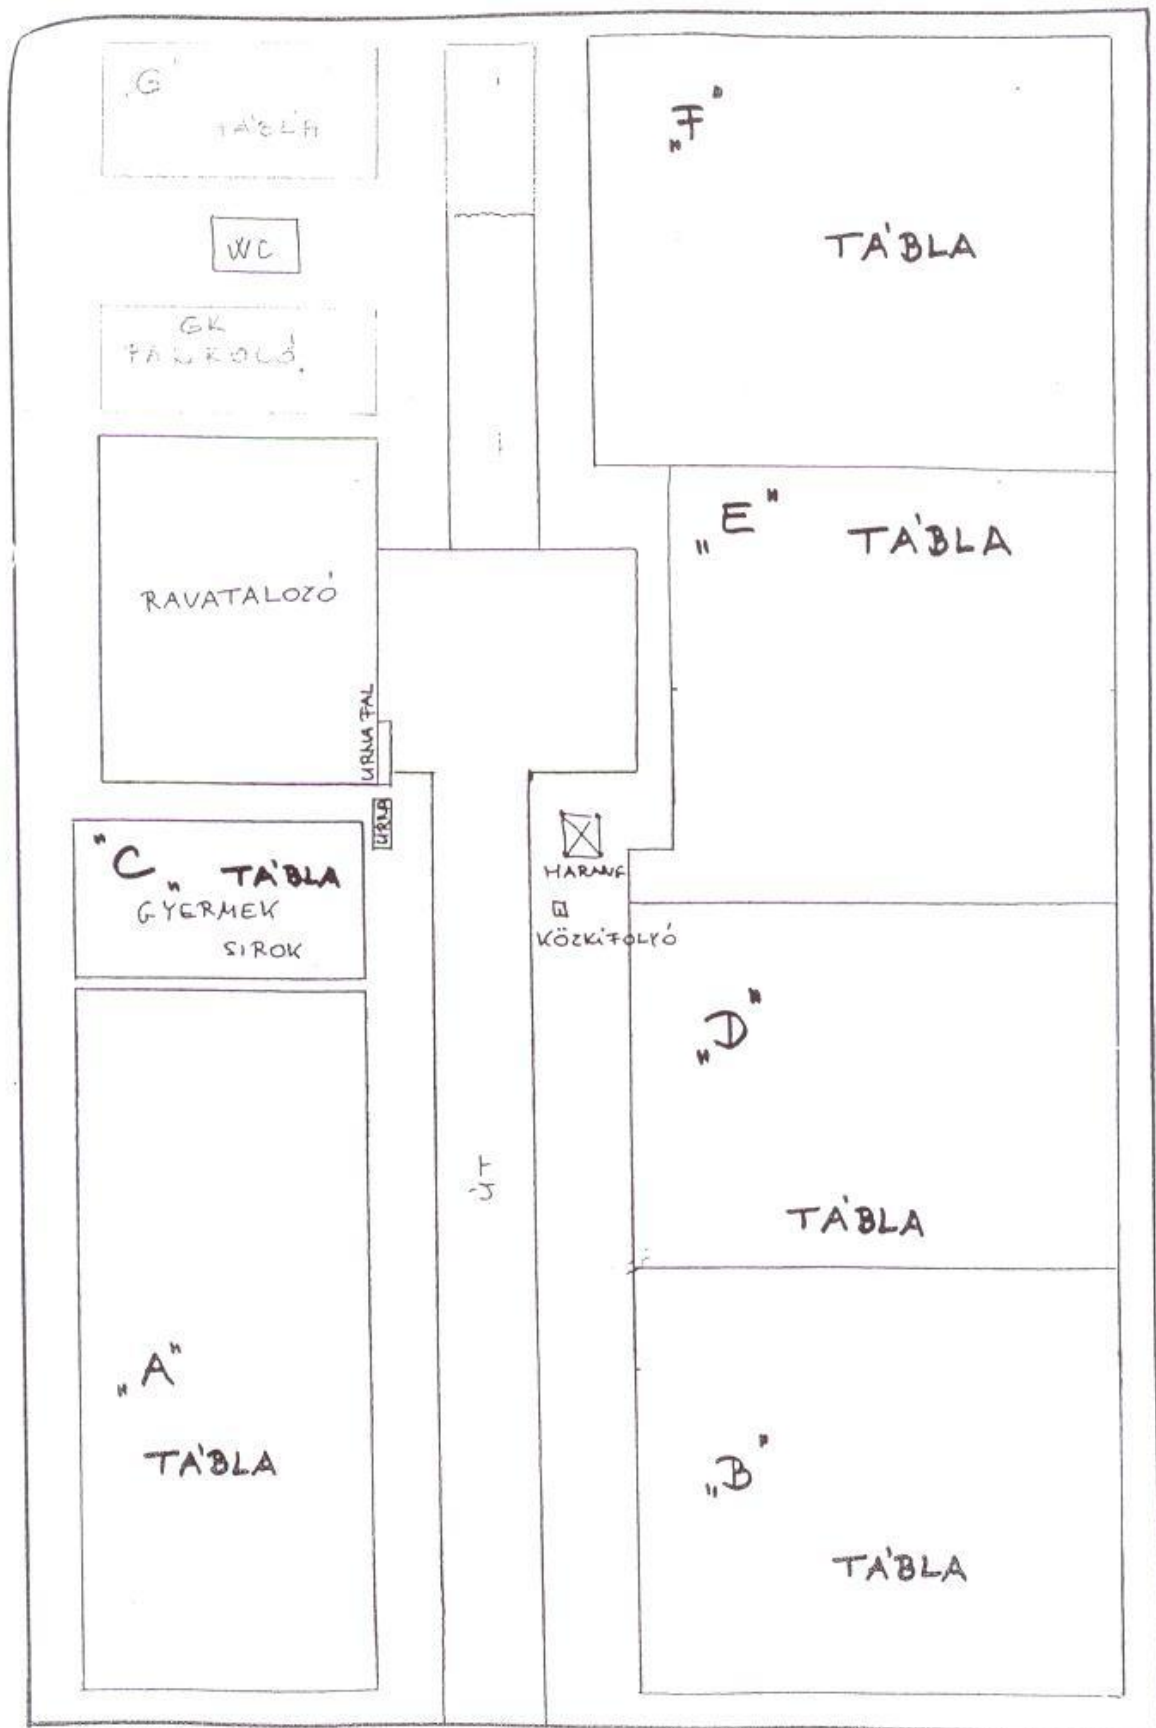 „G"
TÁBLA
WC
GK
PARKOLÓ
RAVATALOZÓ
URNA FAL
URNA
"C„ TÁBLA
GYERMEK
SIROK
„A"
TÁBLA
ÚT
HARANG
KÖZKIFOLYÓ
„F"
TÁBLA
„E" TÁBLA
„D"
TÁBLA
„B"
TÁBLA